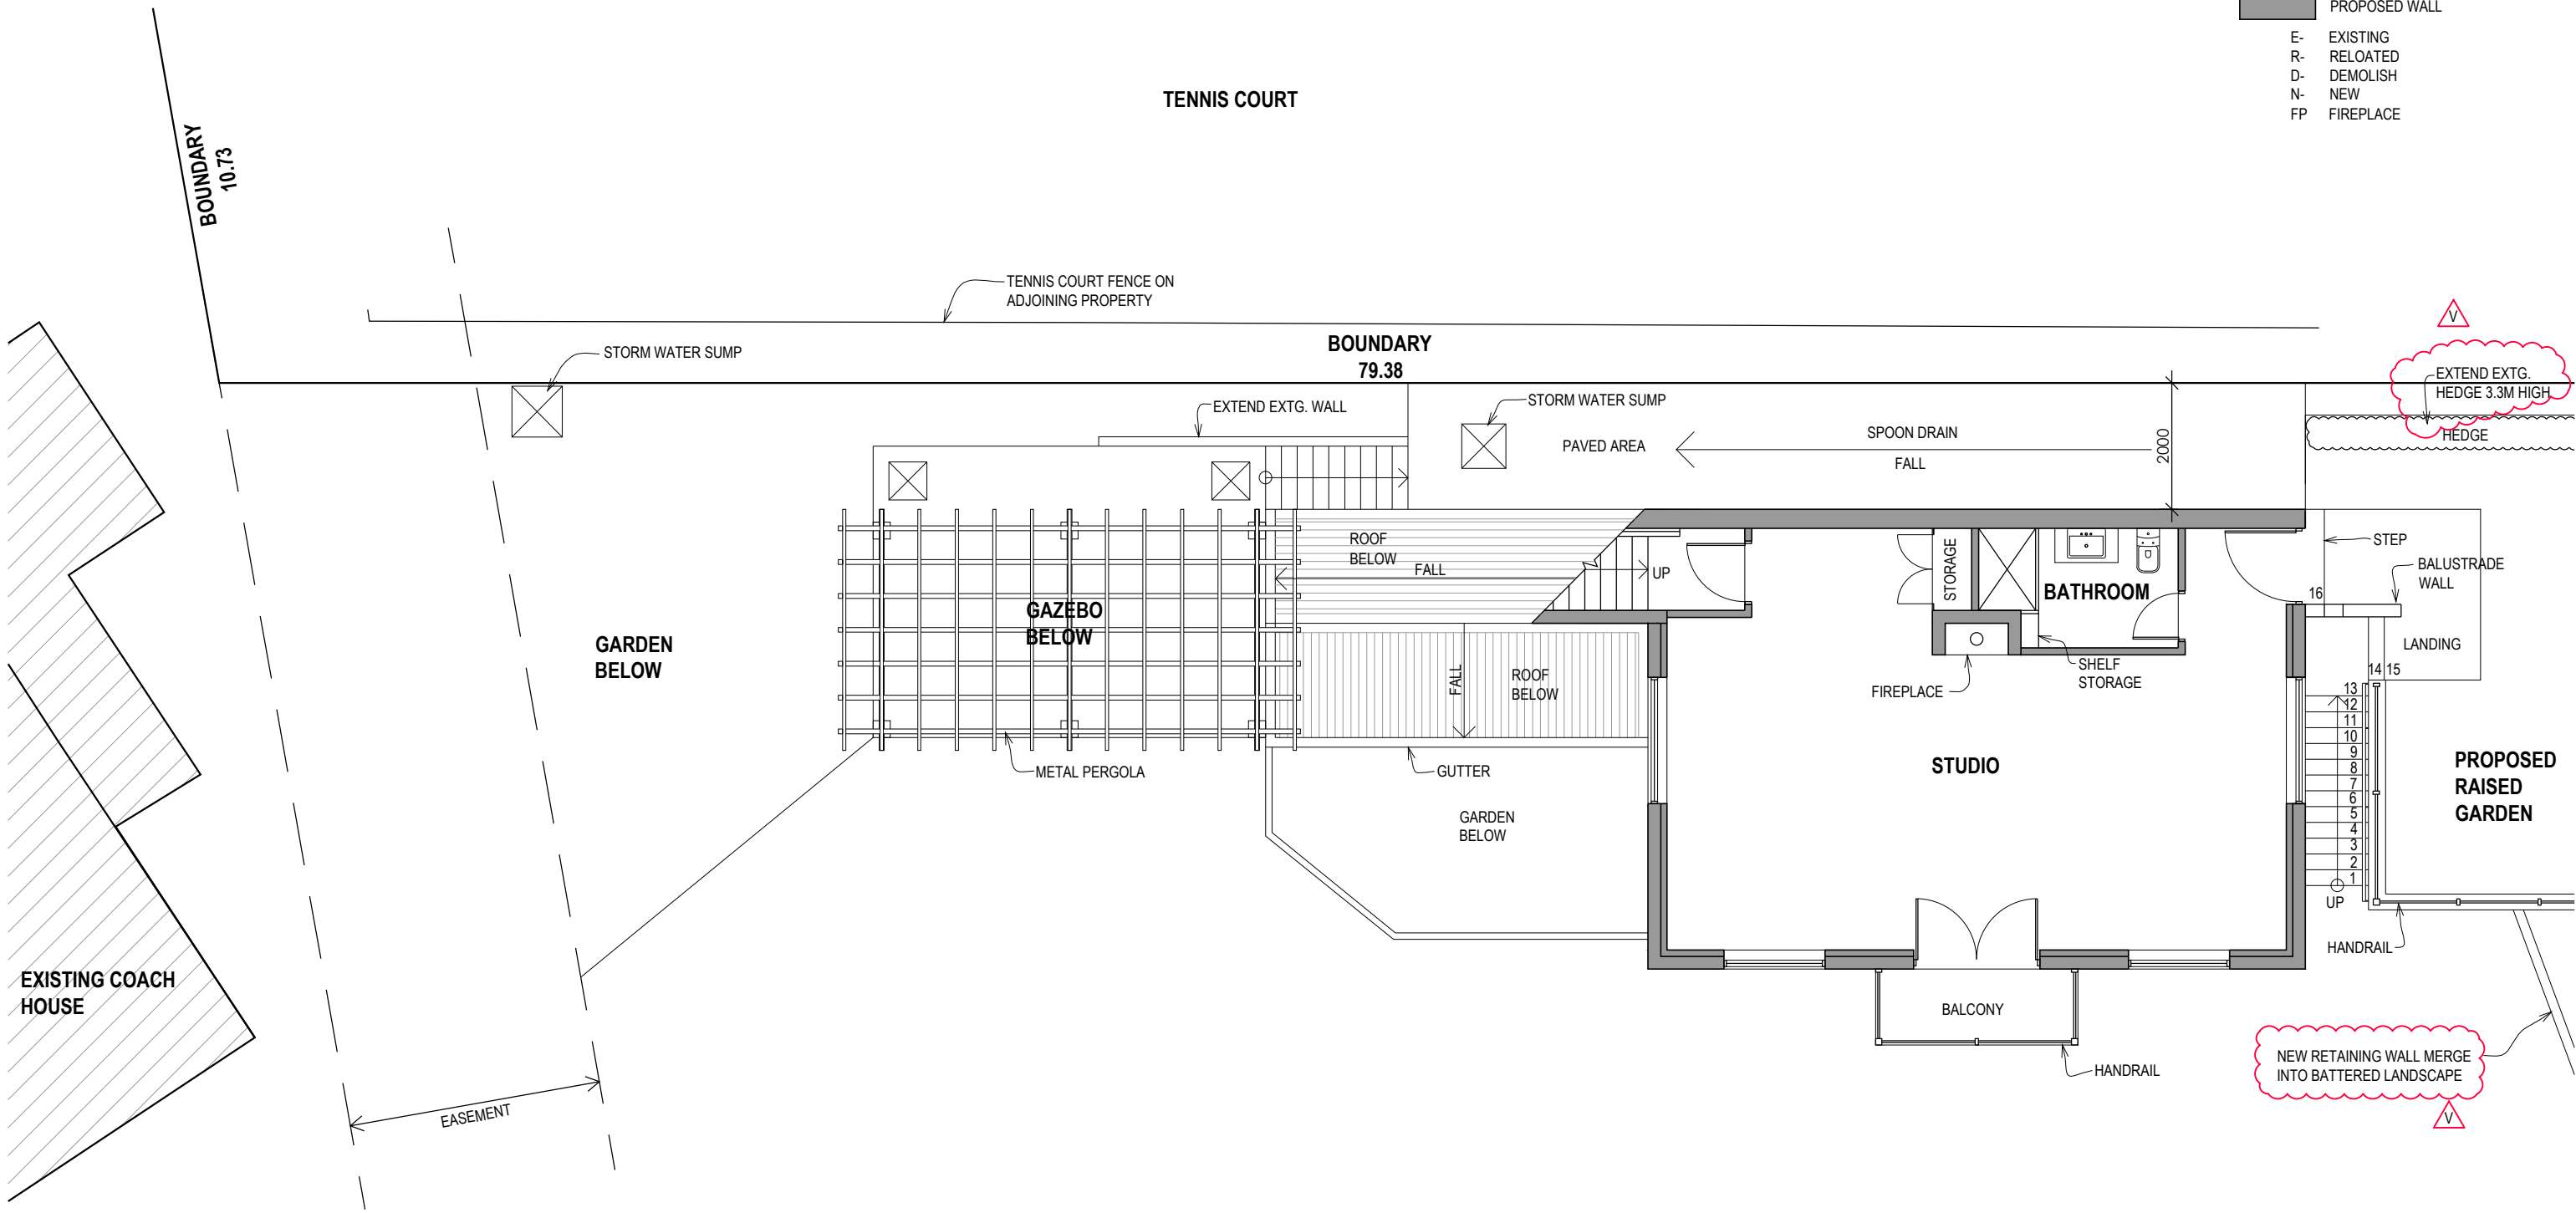 PROPOSED WALL
E- EXISTING
R- RELOATED
D- DEMOLISH
N- NEW
FP FIREPLACE
TENNIS COURT
BOUNDARY
10.73
TENNIS COURT FENCE ON
ADJOINING PROPERTY
STORM WATER SUMP
BOUNDARY
79.38
V
EXTEND EXTG.
HEDGE 3.3M HIGH
HEDGE
EXTEND EXTG. WALL
STORM WATER SUMP
PAVED AREA
SPOON DRAIN
FALL
2000
ROOF
BELOW
FALL
UP
STORAGE
BATHROOM
STEP
BALUSTRADE
WALL
16
LANDING
14 15
GAZEBO
BELOW
GARDEN
BELOW
FALL
ROOF
BELOW
SHELF
STORAGE
FIREPLACE
13
12
11
10
9
8
7
6
5
4
3
2
1
UP
METAL PERGOLA
GUTTER
STUDIO
PROPOSED
RAISED
GARDEN
GARDEN
BELOW
HANDRAIL
EXISTING COACH
HOUSE
BALCONY
HANDRAIL
NEW RETAINING WALL MERGE
INTO BATTERED LANDSCAPE
V
EASEMENT